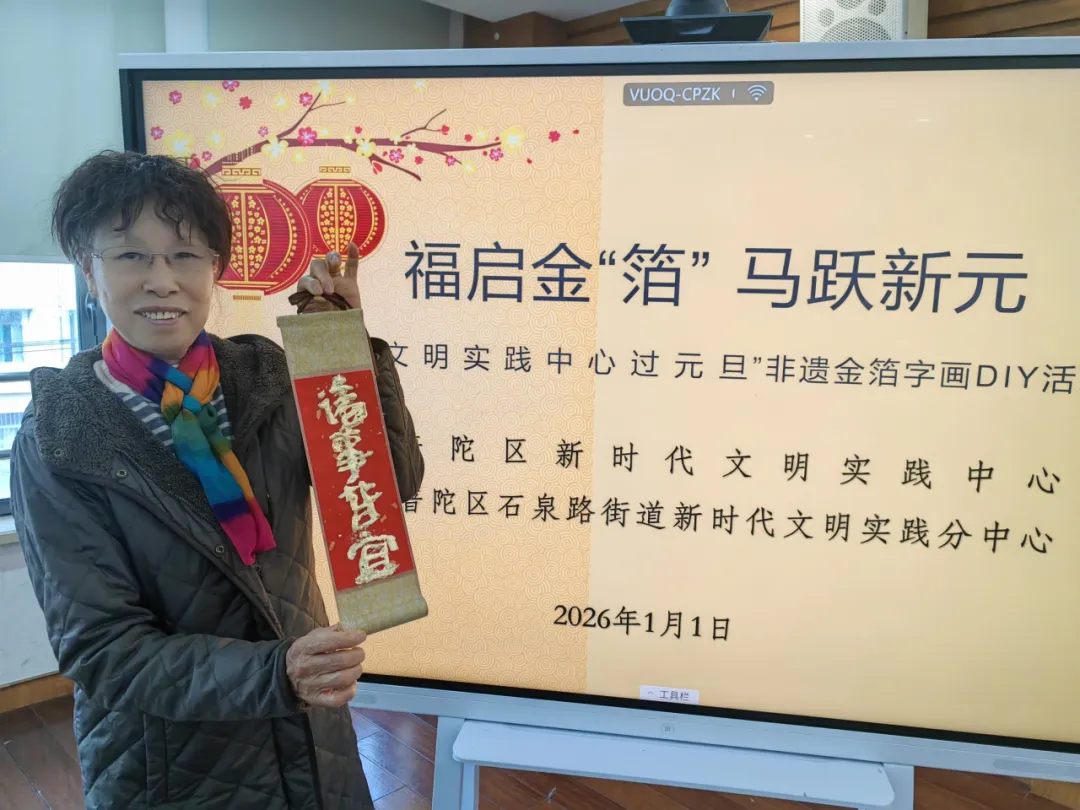 VUOQ-CPZK
福启金“箔” 马跃新元
文明实践中心过元旦”非遗金箔字画DIY活
普陀区新时代文明实践中心
普陀区石泉路街道新时代文明实践分中心
2026年1月1日
工具栏
诸事皆宜